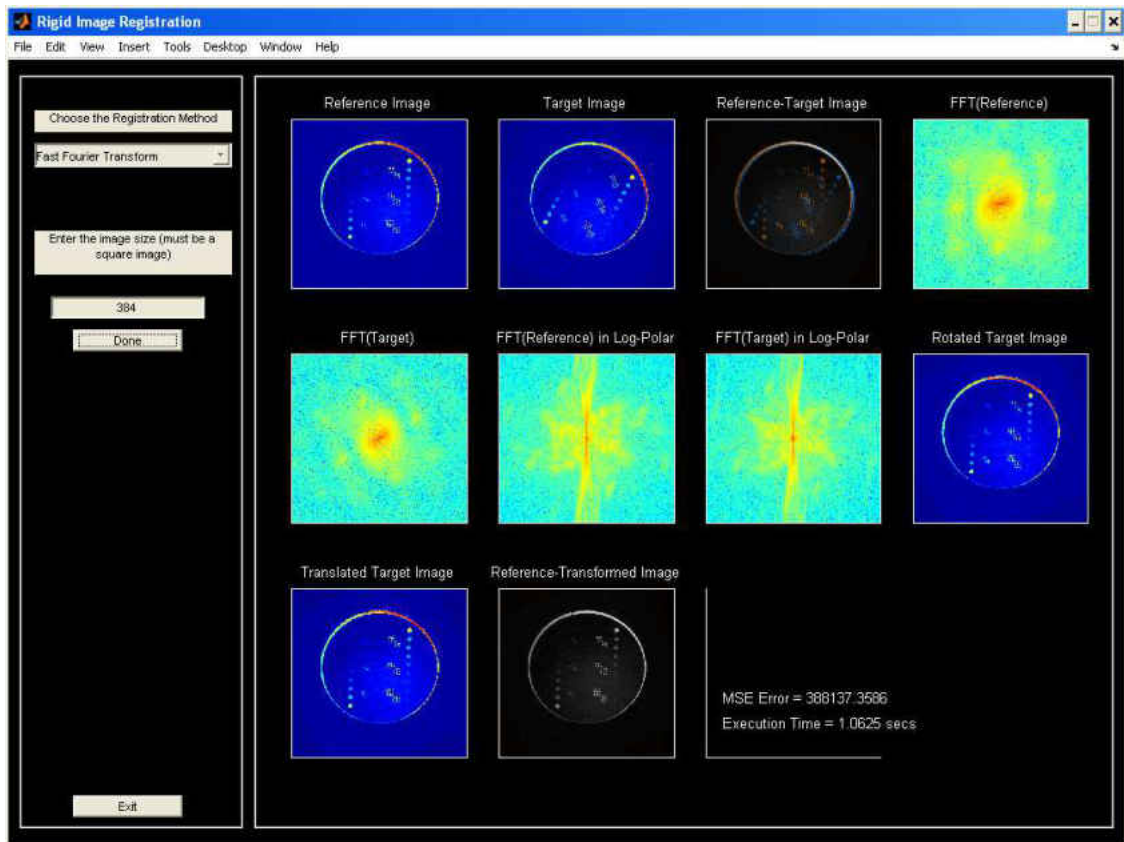 Rigid Image Registration
File Edit View Insert Tools Desktop Window Help
Choose the Registration Method
Fast Fourier Transform
Enter the image size (must be a
square image)
384
Done
Exit
Reference Image
Target Image
Reference-Target Image
FFT(Reference)
FFT(Target)
FFT(Reference) in Log-Polar
FFT(Target) in Log-Polar
Rotated Target Image
Translated Target Image
Reference-Transformed Image
MSE Error = 388137.3586
Execution Time = 1.0625 secs